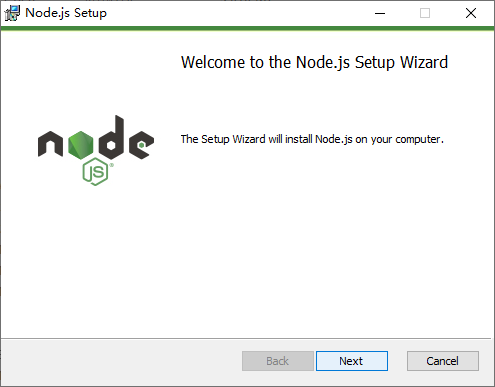 Node.js Setup
Welcome to the Node.js Setup Wizard
The Setup Wizard will install Node.js on your computer.
node
JS®
Back
Next
Cancel